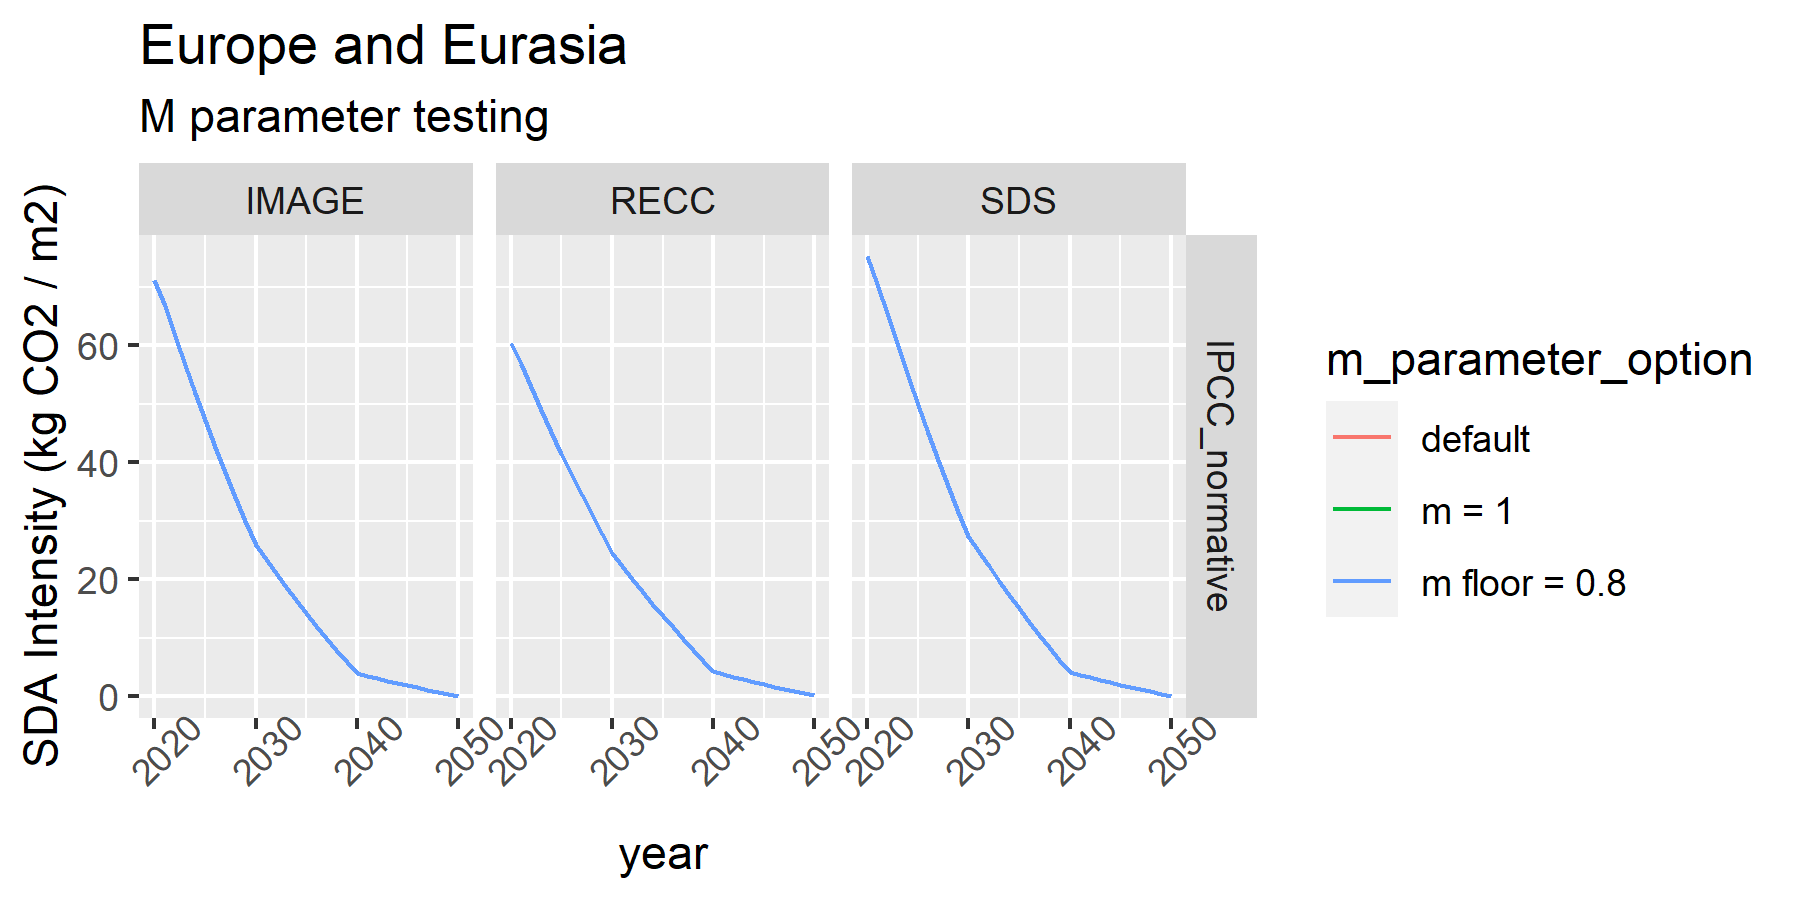 Europe and Eurasia
M parameter testing
IMAGE
RECC
SDS
SDA Intensity (kg CO2 / m2)
60
40
20
0
2020
2030
2040
2050
2020
2030
2040
2050
2020
2030
2040
2050
year
IPCC_normative
m_parameter_option
default
m = 1
m floor = 0.8